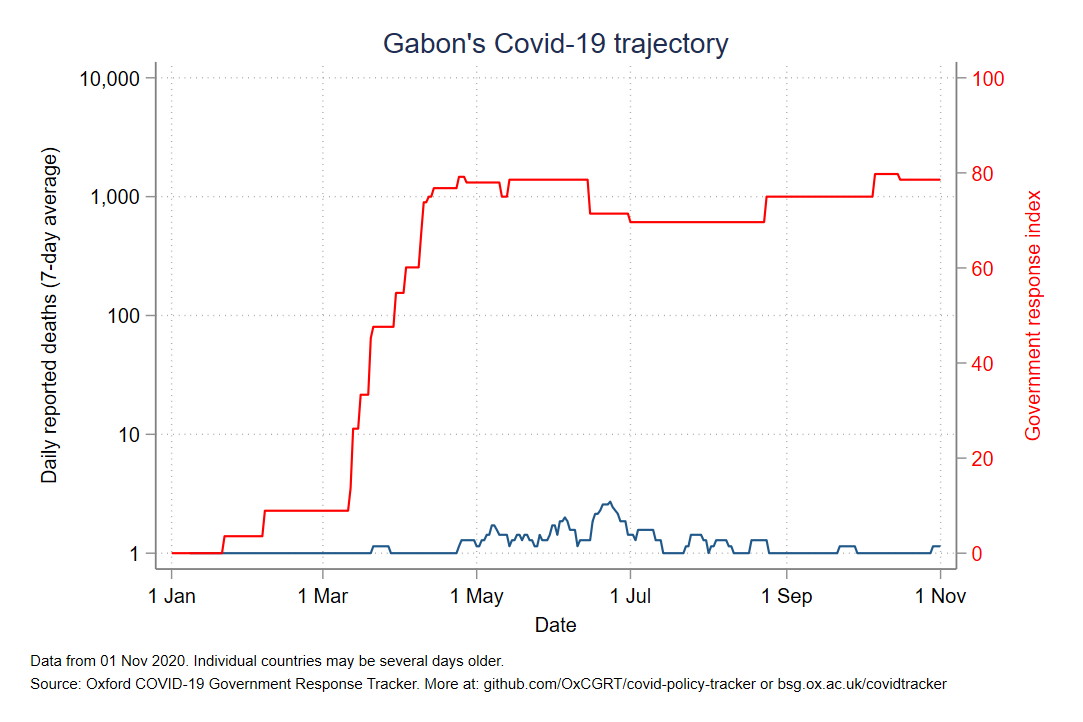 Gabon's Covid-19 trajectory
10,000
1,000
100
10
1
Daily reported deaths (7-day average)
100
80
60
40
20
0
Government response index
1 Jan
1 Mar
1 May
1 Jul
1 Sep
1 Nov
Date
Data from 01 Nov 2020. Individual countries may be several days older.
Source: Oxford COVID-19 Government Response Tracker. More at: github.com/OxCGRT/covid-policy-tracker or bsg.ox.ac.uk/covidtracker